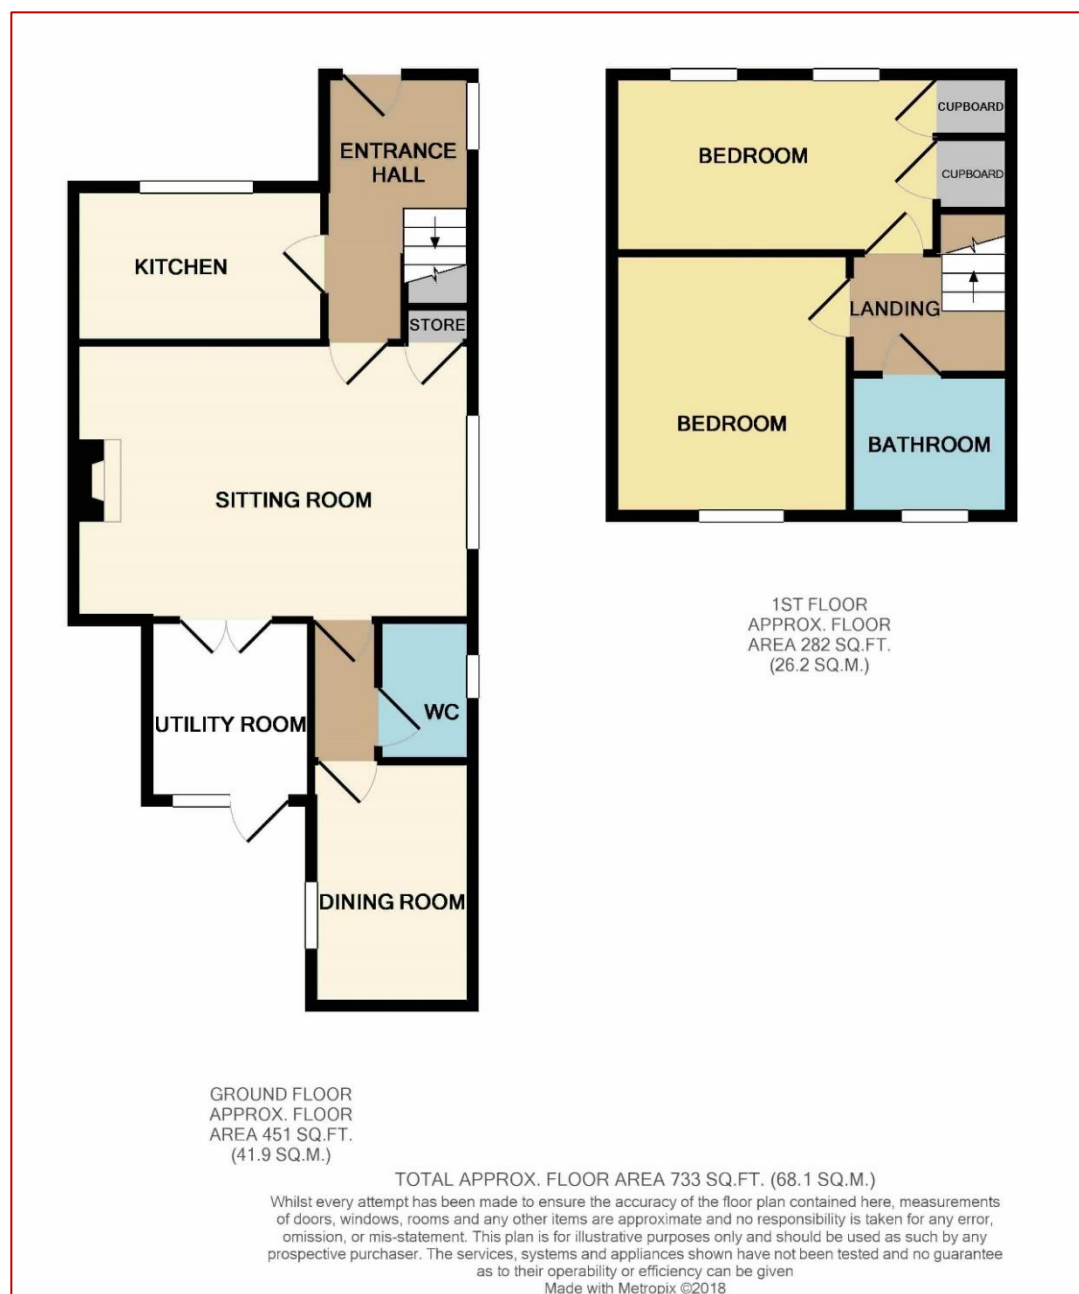 ENTRANCE
HALL
KITCHEN
STORE
SITTING ROOM
UTILITY ROOM
WC
DINING ROOM
GROUND FLOOR
APPROX. FLOOR
AREA 451 SQ.FT.
(41.9 SQ.M.)
BEDROOM
CUPBOARD
CUPBOARD
LANDING
BEDROOM
BATHROOM
1ST FLOOR
APPROX. FLOOR
AREA 282 SQ.FT.
(26.2 SQ.M.)
TOTAL APPROX. FLOOR AREA 733 SQ.FT. (68.1 SQ.M.)
Whilst every attempt has been made to ensure the accuracy of the floor plan contained here, measurements
of doors, windows, rooms and any other items are approximate and no responsibility is taken for any error,
omission, or mis-statement. This plan is for illustrative purposes only and should be used as such by any
prospective purchaser. The services, systems and appliances shown have not been tested and no guarantee
as to their operability or efficiency can be given
Made with Metropix ©2018